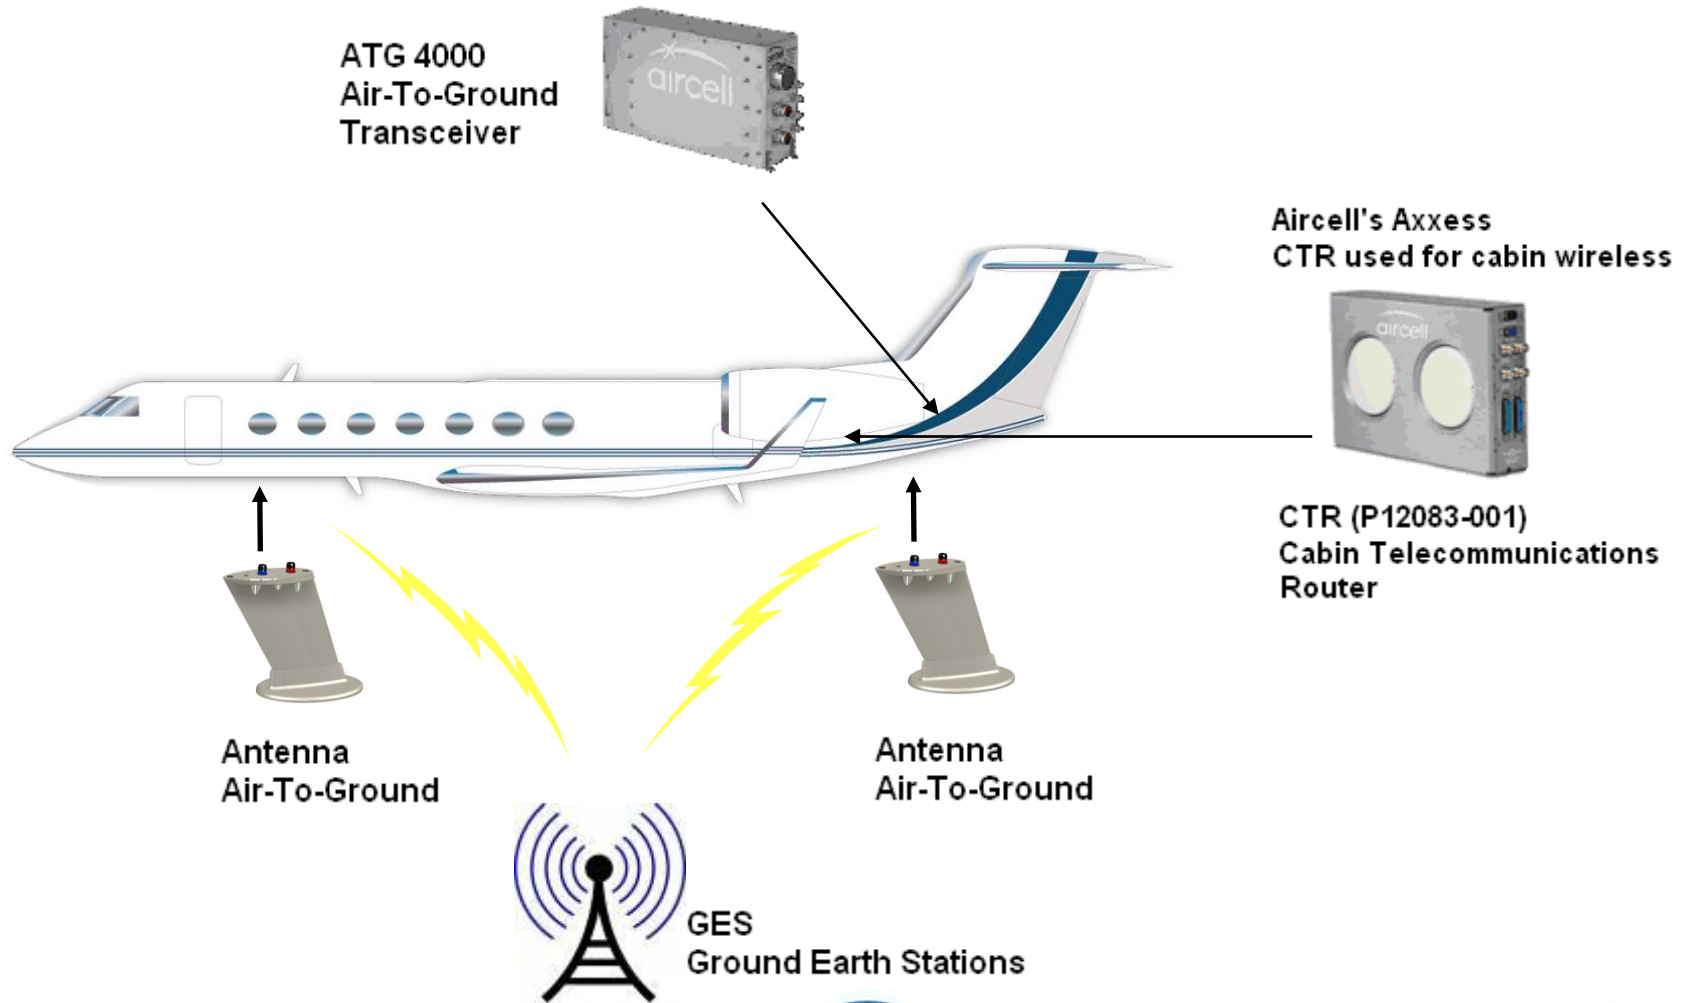 ATG 4000
Air-To-Ground
Transceiver
aircell
Aircell's Axxess
CTR used for cabin wireless
aircell
CTR (P12083-001)
Cabin Telecommunications
Router
Antenna
Air-To-Ground
Antenna
Air-To-Ground
GES
Ground Earth Stations